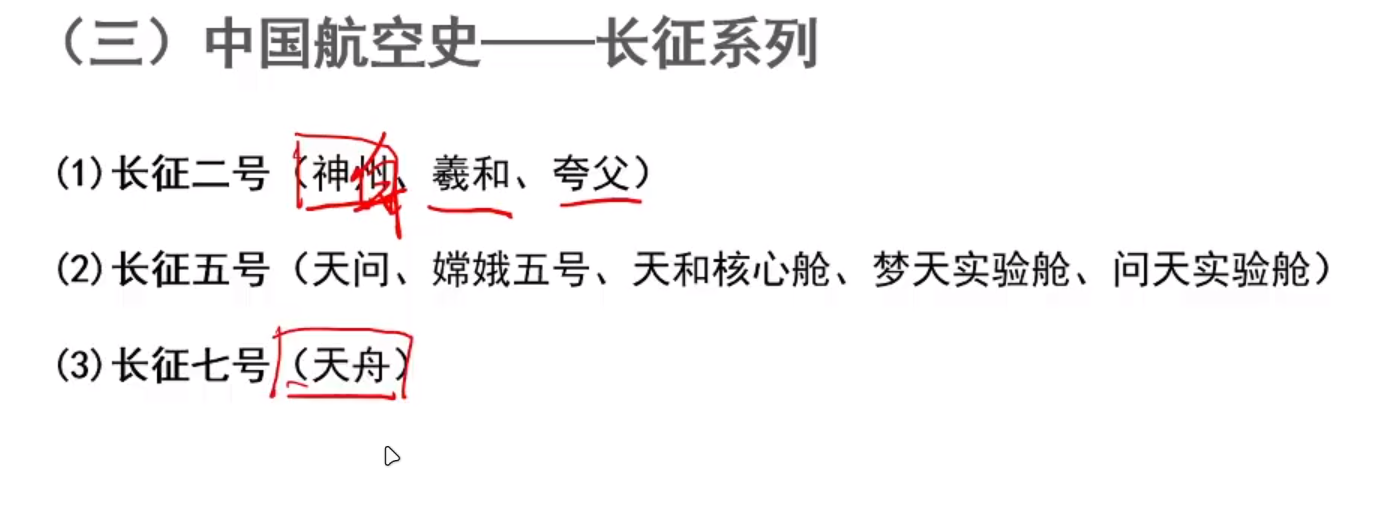 （三）中国航空史——长征系列
(1)长征二号（神州、羲和、夸父）
(2)长征五号（天问、嫦娥五号、天和核心舱、梦天实验舱、问天实验舱）
(3)长征七号（天舟）